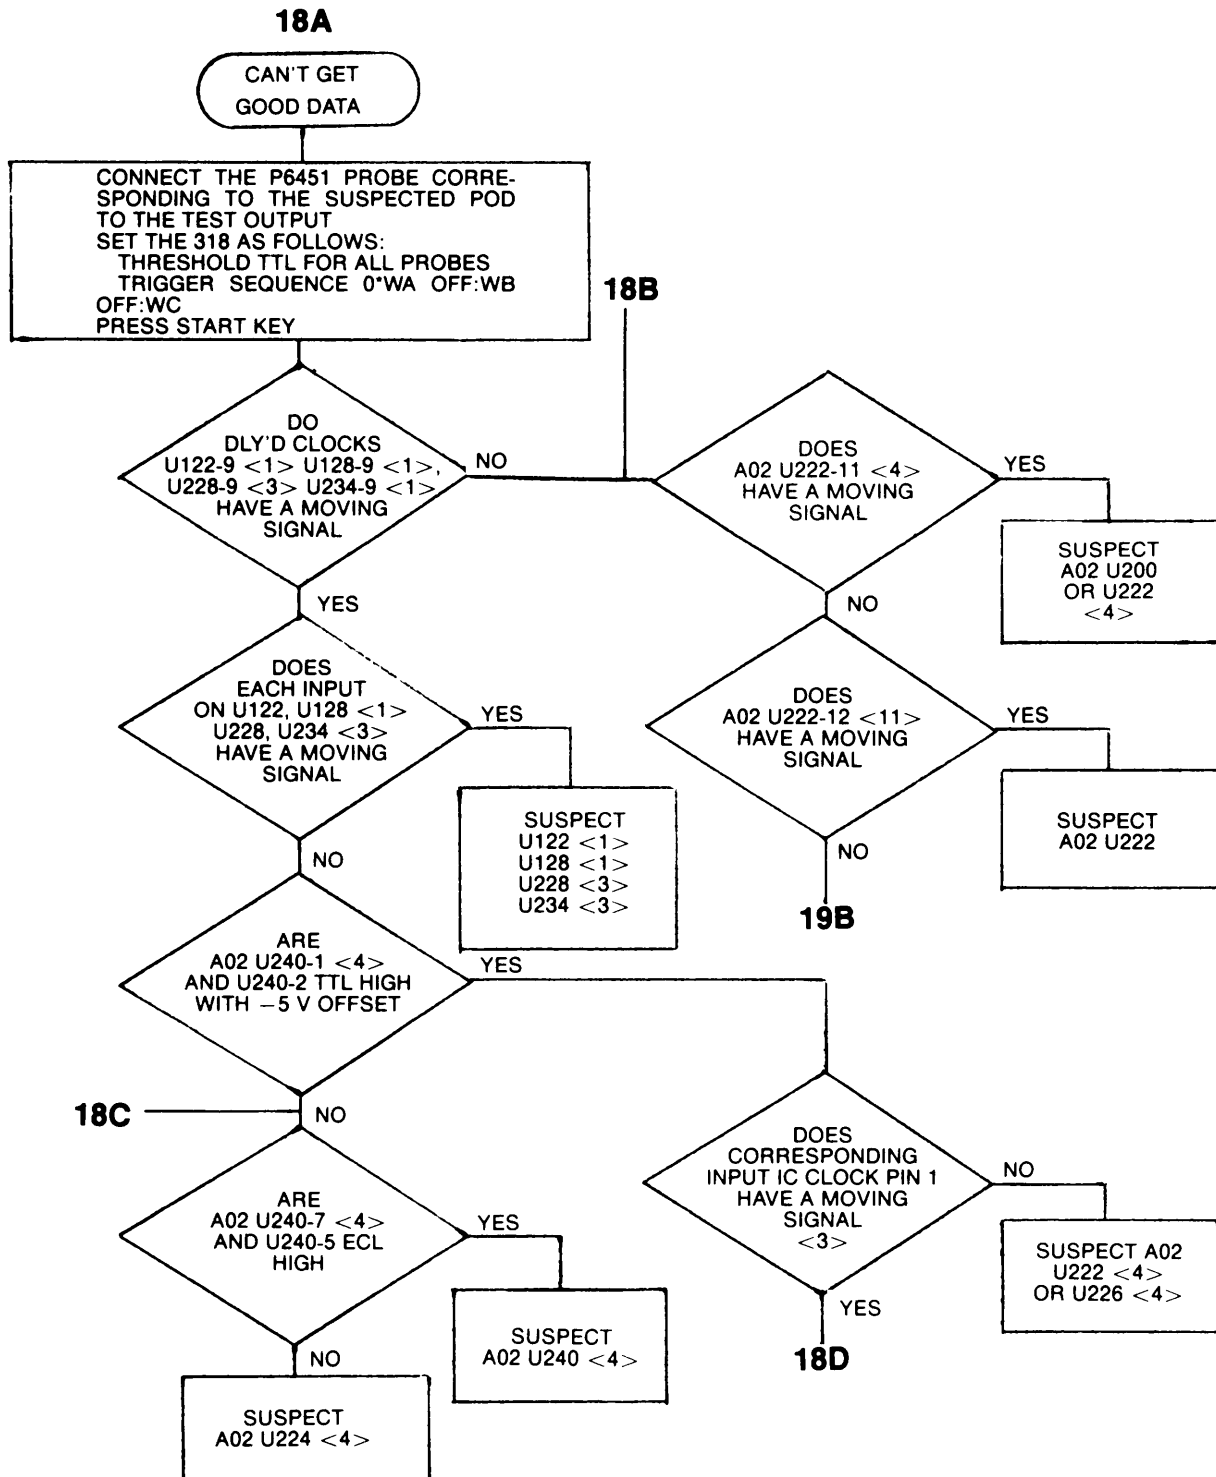 18A
CAN'T GET
GOOD DATA
CONNECT THE P6451 PROBE CORRE-
SPONDING TO THE SUSPECTED POD
TO THE TEST OUTPUT
SET THE 318 AS FOLLOWS:
THRESHOLD TTL FOR ALL PROBES
TRIGGER SEQUENCE 0*WA OFF:WB
OFF:WC
PRESS START KEY
18B
DO
DLY'D CLOCKS
U122-9 <1> U128-9 <1>,
U228-9 <3> U234-9 <1>
HAVE A MOVING
SIGNAL
NO
YES
DOES
A02 U222-11 <4>
HAVE A MOVING
SIGNAL
YES
SUSPECT
A02 U200
OR U222
<4>
NO
DOES
EACH INPUT
ON U122, U128 <1>
U228, U234 <3>
HAVE A MOVING
SIGNAL
YES
SUSPECT
U122 <1>
U128 <1>
U228 <3>
U234 <3>
NO
DOES
A02 U222-12 <11>
HAVE A MOVING
SIGNAL
YES
SUSPECT
A02 U222
NO
19B
ARE
A02 U240-1 <4>
AND U240-2 TTL HIGH
WITH −5 V OFFSET
YES
18C
NO
DOES
CORRESPONDING
INPUT IC CLOCK PIN 1
HAVE A MOVING
SIGNAL
<3>
NO
SUSPECT A02
U222 <4>
OR U226 <4>
YES
18D
ARE
A02 U240-7 <4>
AND U240-5 ECL
HIGH
YES
SUSPECT
A02 U240 <4>
NO
SUSPECT
A02 U224 <4>